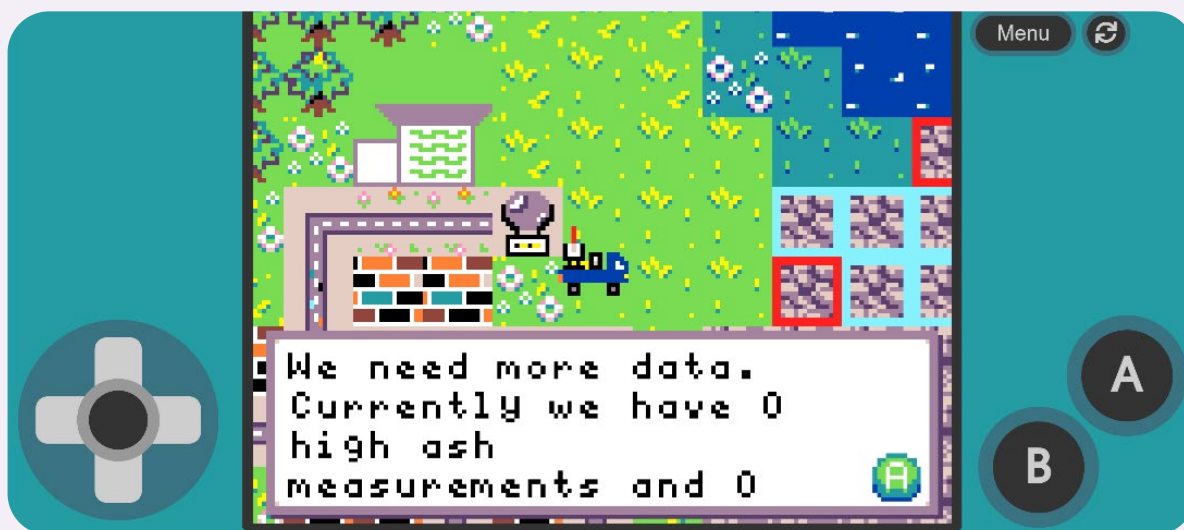 Menu
We need more data.
Currently we have 0
high ash
measurements and 0
A
A
B